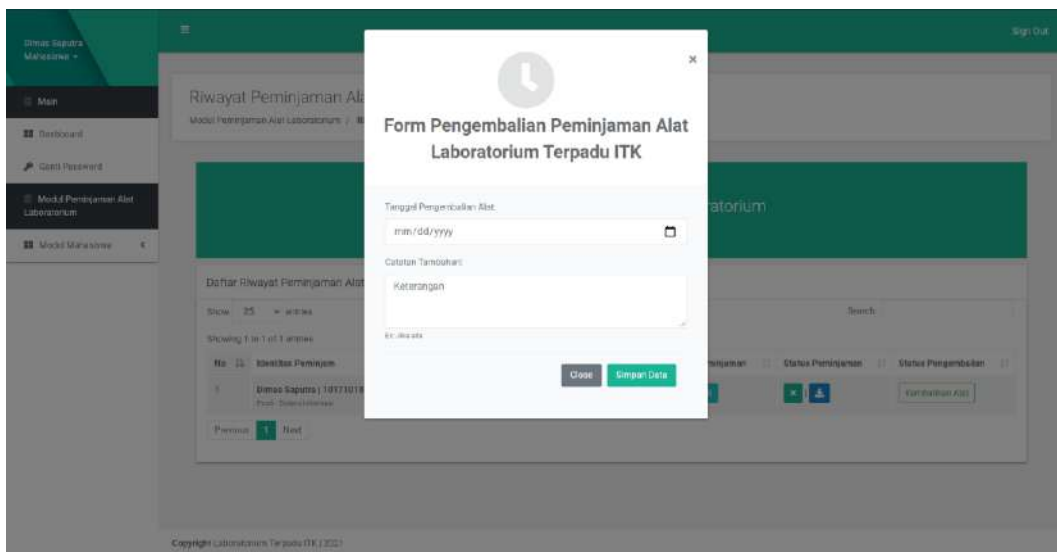 Dimas Saputra
Mahasiswa
Sign Out
Main
Dashboard
Ganti Password
Modul Peminjaman Alat
Laboratorium
Modul Mahasiswa
Riwayat Peminjaman Ala
Modul Peminjaman Alat Laboratorium /
atorium
×
Form Pengembalian Peminjaman Alat
Laboratorium Terpadu ITK
Tanggal Pengembalian Alat:
mm/dd/yyyy
Catatan Tambahan:
Keterangan
Close
Simpan Data
Daftar Riwayat Peminjaman Alat
Show 25 entries
Search:
Showing 1 to 1 of 1 entries
No Identitas Peminjam Status Peminjaman Status Pengembalian
1 Dimas Saputra | 10171018
Kembalikan Alat
Previous 1 Next
Copyright Laboratorium Terpadu ITK | 2021